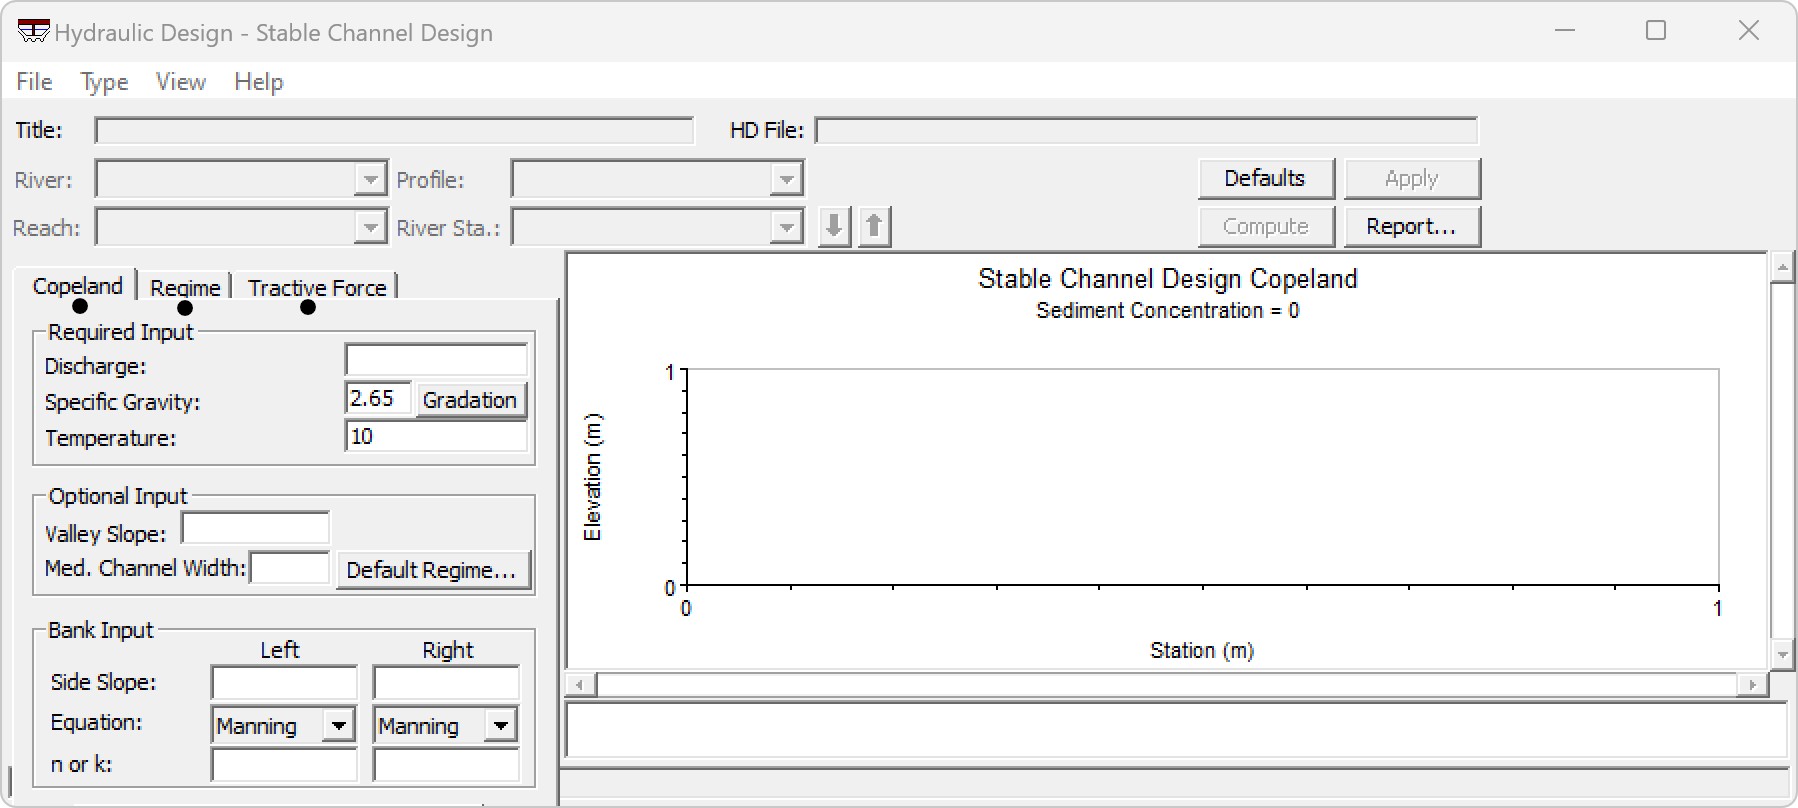 Hydraulic Design - Stable Channel Design
File Type View Help
Title: HD File:
River: Profile: Defaults Apply
Reach: River Sta.: Compute Report...
Copeland Regime Tractive Force
Required Input
Discharge:
Specific Gravity: 2.65 Gradation
Temperature: 10
Optional Input
Valley Slope:
Med. Channel Width: Default Regime...
Bank Input
Left Right
Side Slope:
Equation: Manning Manning
n or k:
Stable Channel Design Copeland
Sediment Concentration = 0
1
Elevation (m)
0
0 1
Station (m)